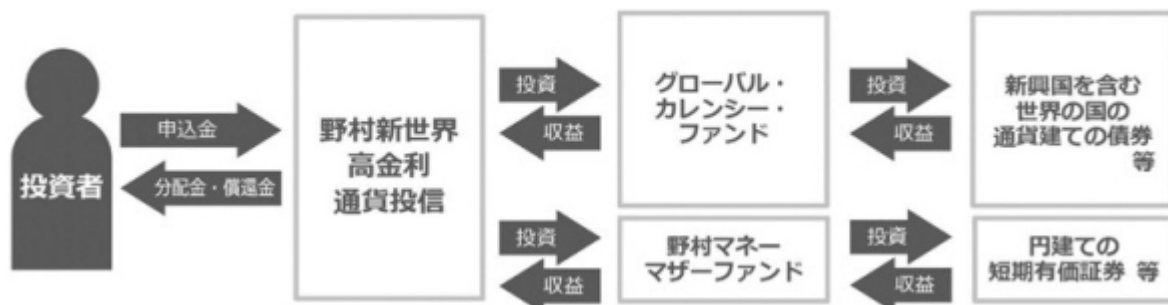 投資者
申込金
分配金・償還金
野村新世界
高金利
通貨投信
投資
収益
グローバル・
カレンシー・
ファンド
投資
収益
新興国を含む
世界の国の
通貨建ての債券
等
投資
収益
野村マネー
マザーファンド
投資
収益
円建ての
短期有価証券 等